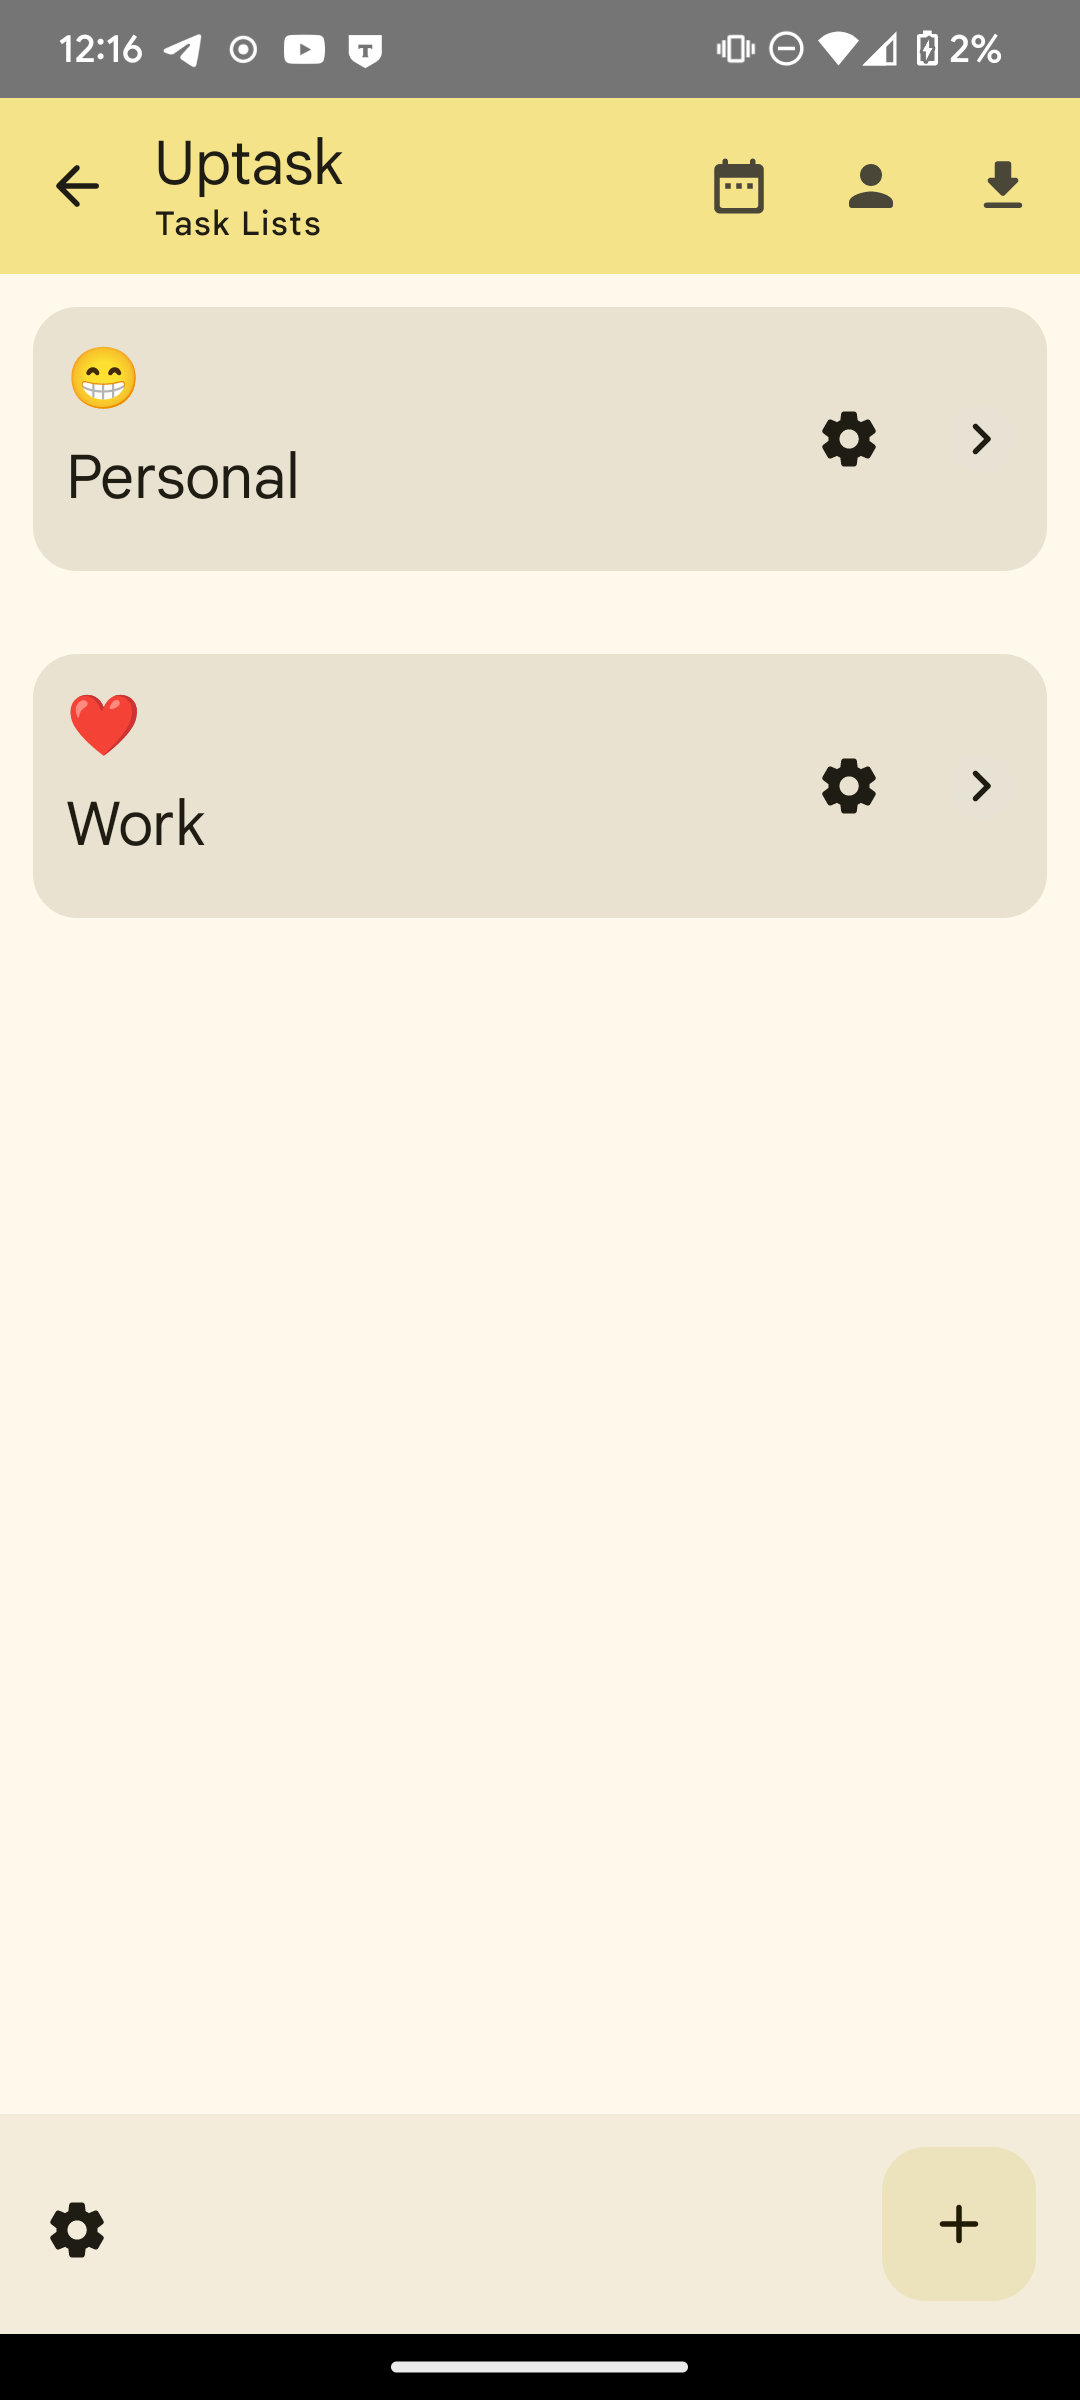 12:16 2%
Uptask
Task Lists
😁
Personal
❤️
Work